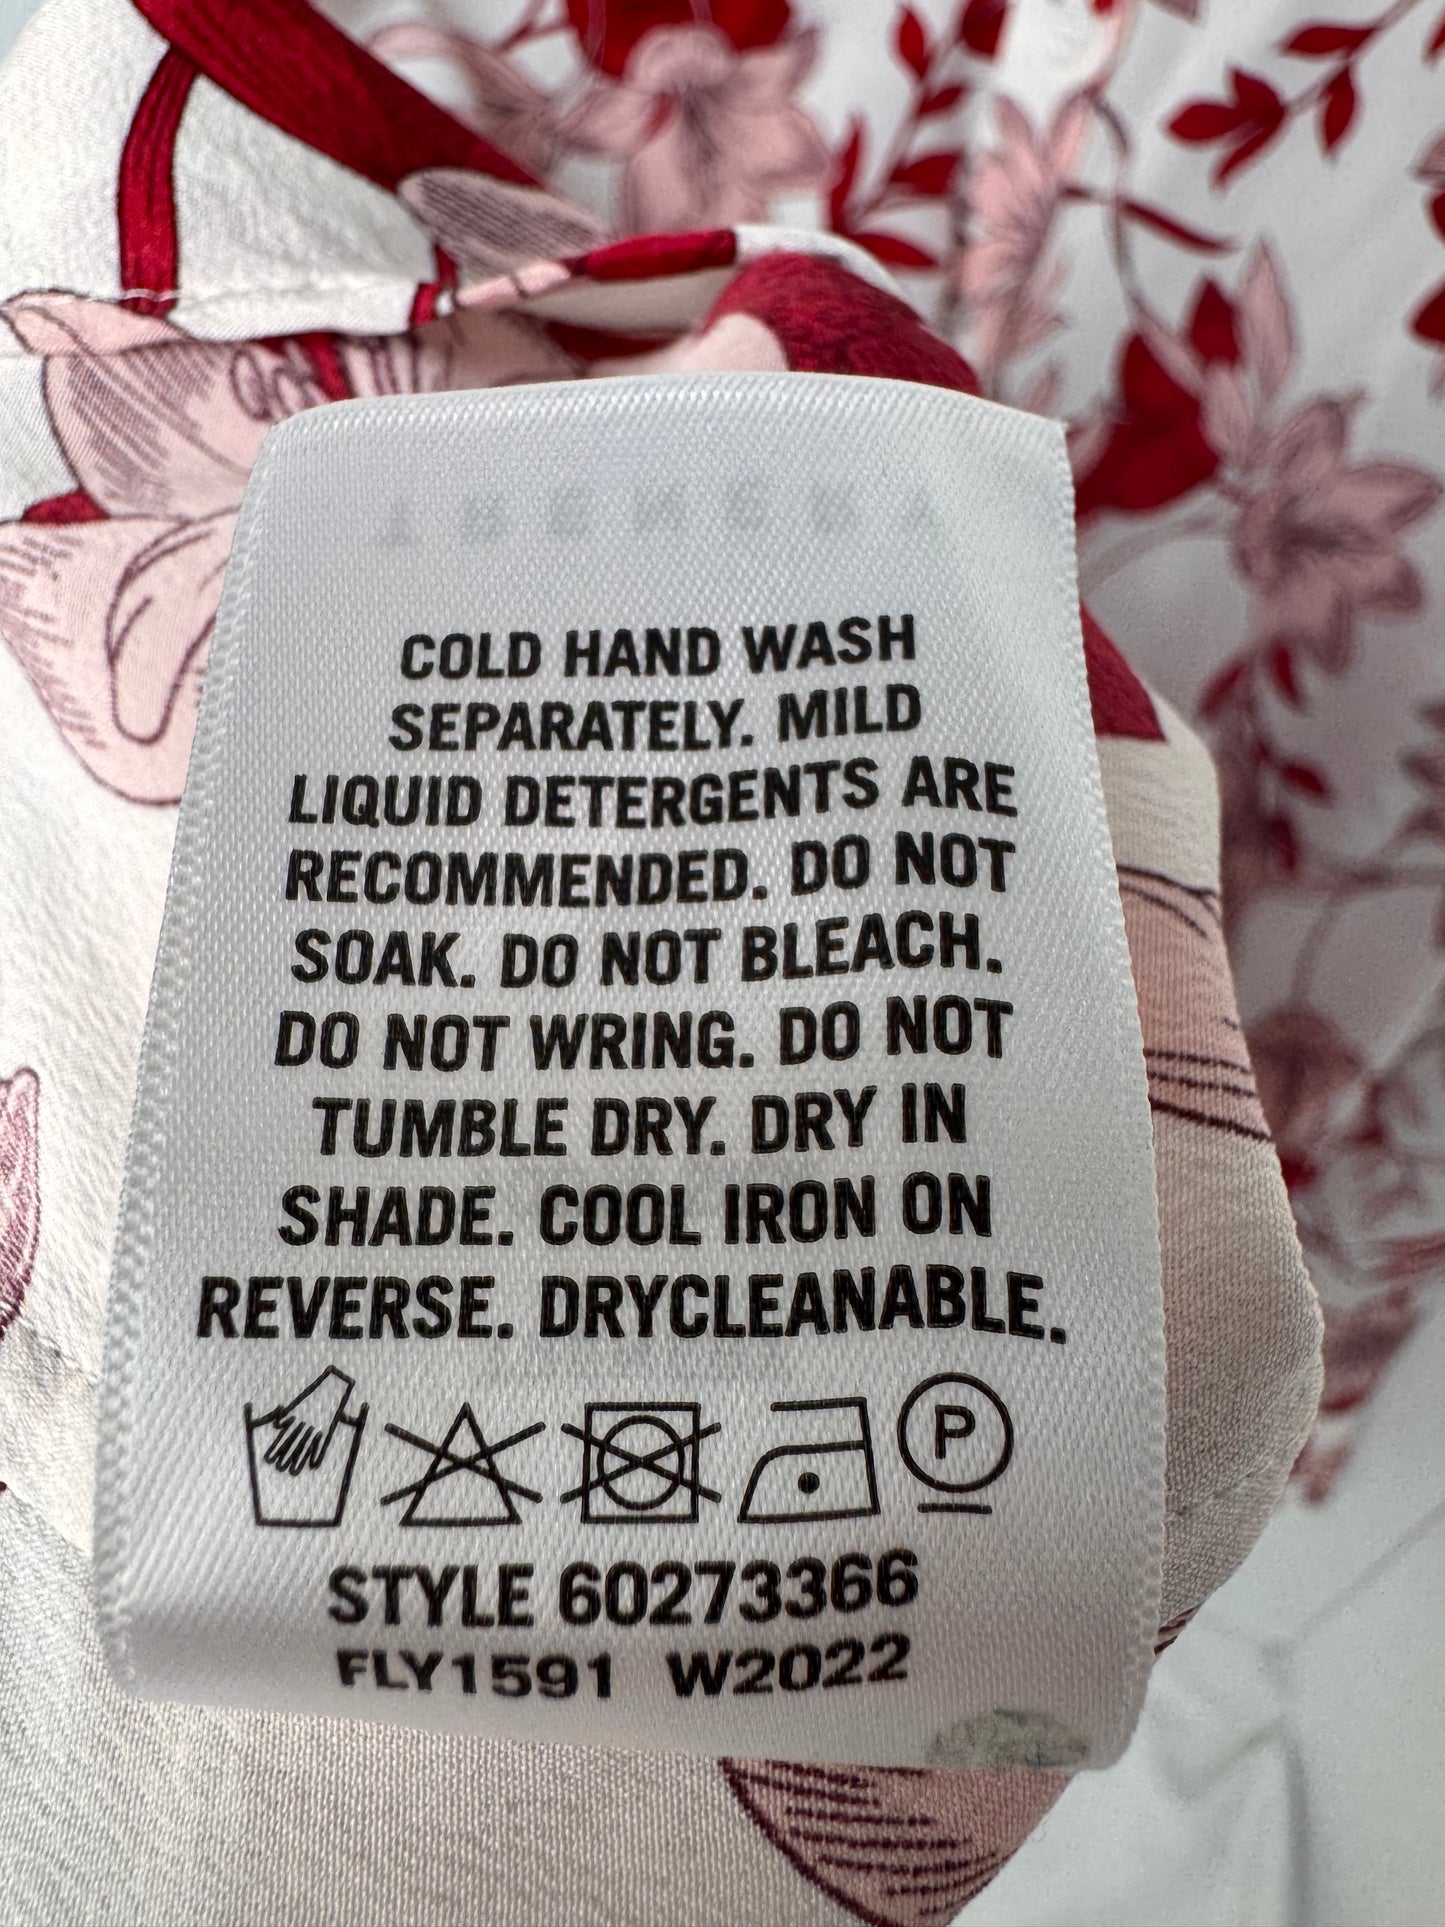 COLD HAND WASH
SEPARATELY. MILD
LIQUID DETERGENTS ARE
RECOMMENDED. DO NOT
SOAK. DO NOT BLEACH.
DO NOT WRING. DO NOT
TUMBLE DRY. DRY IN
SHADE. COOL IRON ON
REVERSE. DRYCLEANABLE.
P
STYLE 60273366
FLY1591 W2022